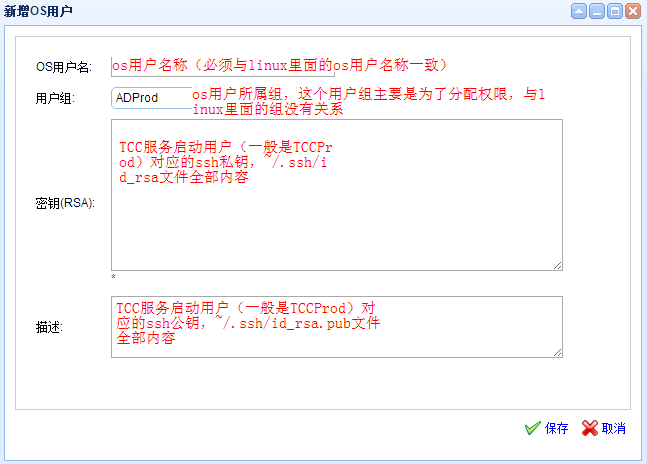 新增OS用户
OS用户名:
os用户名称（必须与linux里面的os用户名称一致）
用户组:
ADProd
os用户所属组，这个用户组主要是为了分配权限，与l
inux里面的组没有关系
密钥(RSA):
TCC服务启动用户（一般是TCCPr
od）对应的ssh私钥，~/.ssh/i
d_rsa文件全部内容
*
描述:
TCC服务启动用户（一般是TCCProd）对
应的ssh公钥，~/.ssh/id_rsa.pub文件
全部内容
保存
取消